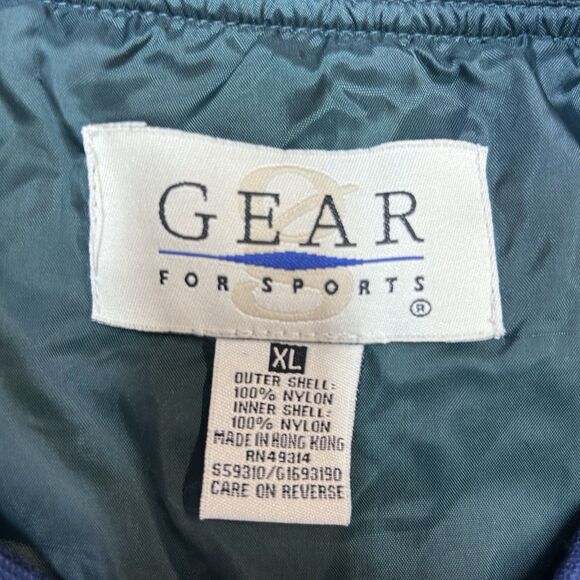 GEAR
FOR SPORTS
®
XL
OUTER SHELL:
100% NYLON
INNER SHELL:
100% NYLON
MADE IN HONG KONG
RN49314
S59310/G1693190
CARE ON REVERSE